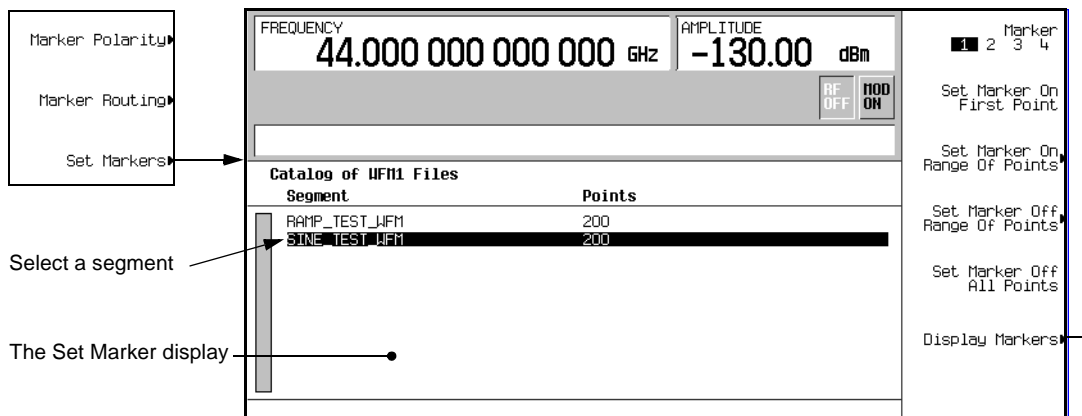 Marker Polarity
Marker Routing
Set Markers
Select a segment
The Set Marker display
FREQUENCY
44.000 000 000 000 GHz
AMPLITUDE
-130.00 dBm
RF OFF
MOD ON
Catalog of WFM1 Files
Segment Points
RAMP_TEST_WFM 200
SINE_TEST_WFM 200
Marker
1 2 3 4
Set Marker On
First Point
Set Marker On
Range Of Points
Set Marker Off
Range Of Points
Set Marker Off
All Points
Display Markers